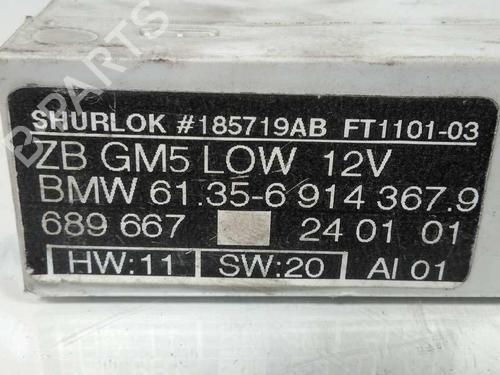 B PARTS
SHURLOK #185719AB FT1101-03
ZB GM5 LOW 12V
BMW 61.35-6 914 367.9
689 667 24 01 01
HW:11 SW:20 AI 01